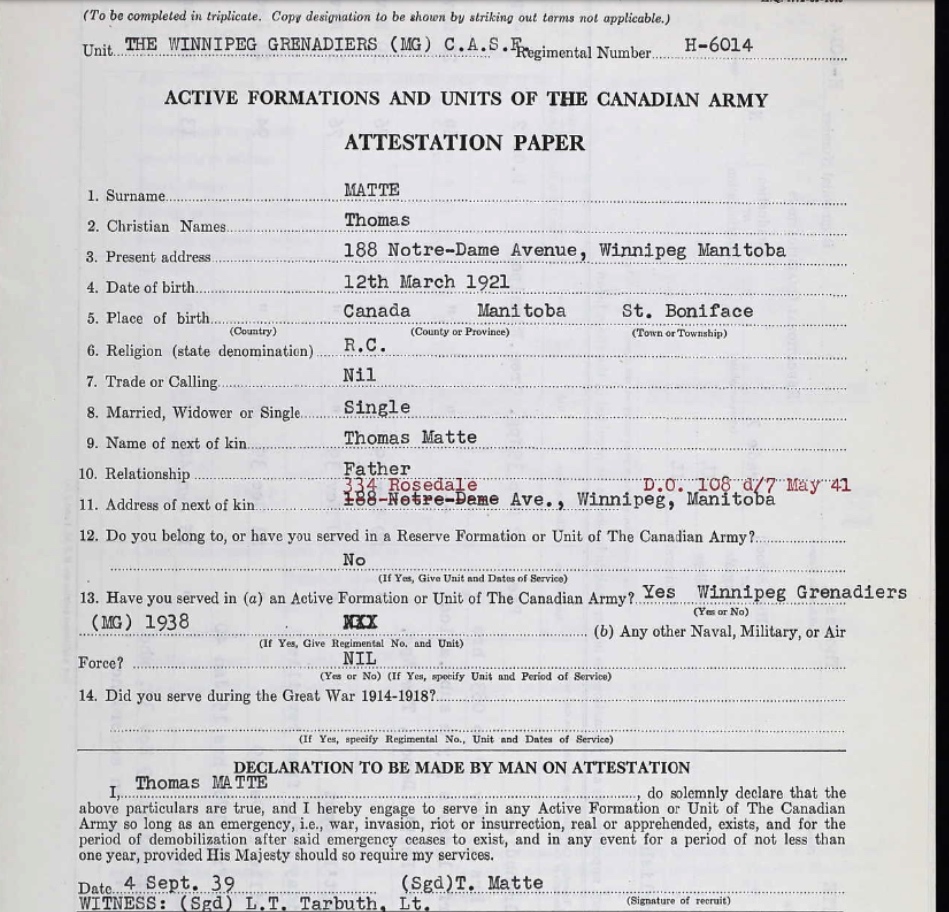 (To be completed in triplicate. Copy designation to be shown by striking out terms not applicable.)
Unit THE WINNIPEG GRENADIERS (MG) C.A.S.F. Regimental Number H-6014
ACTIVE FORMATIONS AND UNITS OF THE CANADIAN ARMY
ATTESTATION PAPER
1. Surname MATTE
2. Christian Names Thomas
3. Present address 188 Notre-Dame Avenue, Winnipeg Manitoba
4. Date of birth 12th March 1921
5. Place of birth Canada Manitoba St. Boniface
(Country) (County or Province) (Town or Township)
6. Religion (state denomination) R.C.
7. Trade or Calling Nil
8. Married, Widower or Single Single
9. Name of next of kin Thomas Matte
10. Relationship Father
334 Rosedale D.O. 108 d/7 May 41
11. Address of next of kin 188-Notre-Dame Ave., Winnipeg, Manitoba
12. Do you belong to, or have you served in a Reserve Formation or Unit of The Canadian Army?
No
(If Yes, Give Unit and Dates of Service)
13. Have you served in (a) an Active Formation or Unit of The Canadian Army? Yes Winnipeg Grenadiers
(Yes or No)
(MG) 1938 XXX (b) Any other Naval, Military, or Air
(If Yes, Give Regimental No. and Unit)
Force? NIL
(Yes or No) (If Yes, specify Unit and Period of Service)
14. Did you serve during the Great War 1914-1918?
(If Yes, specify Regimental No., Unit and Dates of Service)
DECLARATION TO BE MADE BY MAN ON ATTESTATION
I, Thomas MATTE, do solemnly declare that the
above particulars are true, and I hereby engage to serve in any Active Formation or Unit of The Canadian
Army so long as an emergency, i.e., war, invasion, riot or insurrection, real or apprehended, exists, and for the
period of demobilization after said emergency ceases to exist, and in any event for a period of not less than
one year, provided His Majesty should so require my services.
Date 4 Sept. 39 (Sgd)T. Matte
WITNESS: (Sgd) L.T. Tarbuth, Lt. (Signature of recruit)